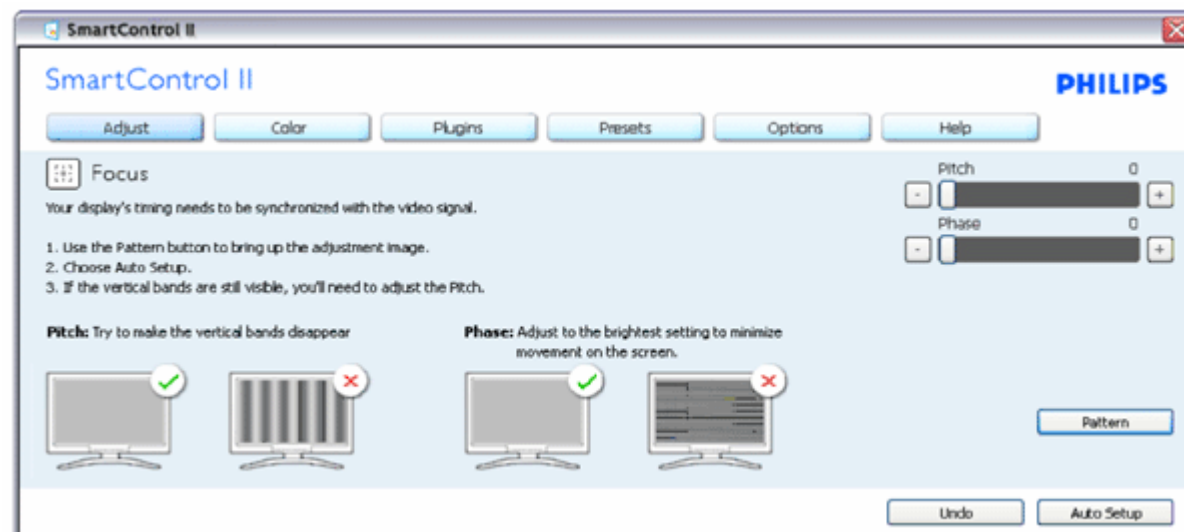 SmartControl II
SmartControl II
PHILIPS
Adjust Color Plugins Presets Options Help
Focus
Your display's timing needs to be synchronized with the video signal.
1. Use the Pattern button to bring up the adjustment image.
2. Choose Auto Setup.
3. If the vertical bands are still visible, you'll need to adjust the Pitch.
Pitch 0
- +
Phase 0
- +
Pitch: Try to make the vertical bands disappear
Phase: Adjust to the brightest setting to minimize
movement on the screen.
Pattern
Undo Auto Setup